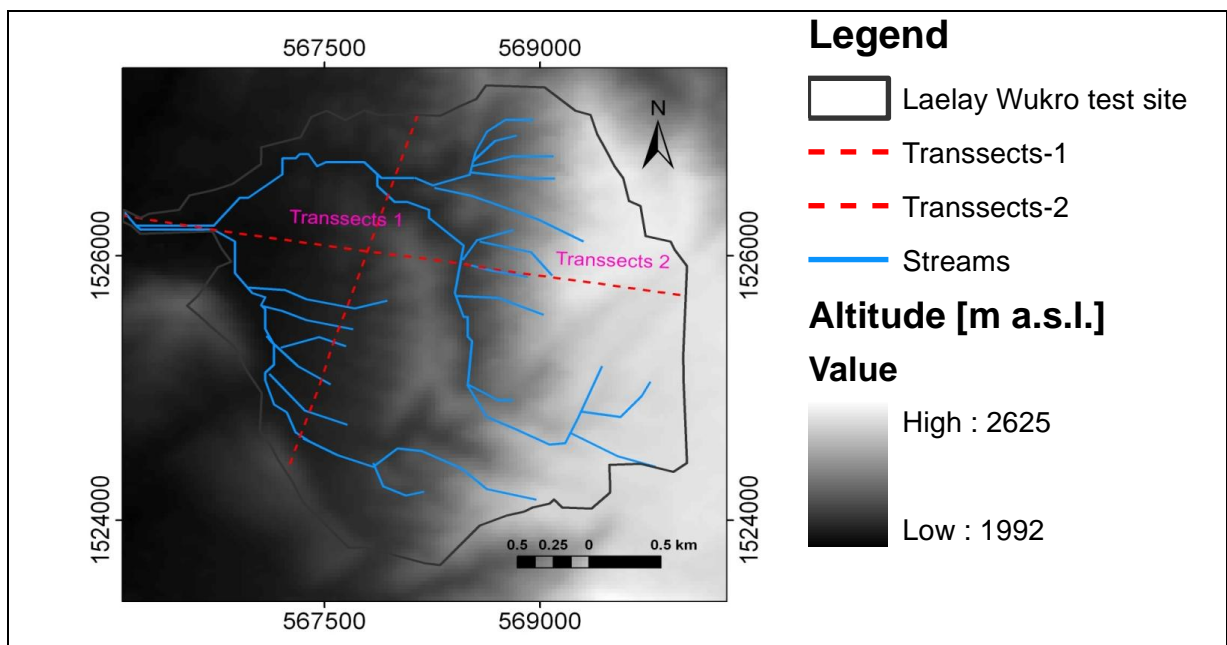 567500
569000
N
Transsects 1
Transsects 2
1526000
1526000
1524000
1524000
0.5 0.25 0 0.5 km
567500
569000
Legend
Laelay Wukro test site
Transsects-1
Transsects-2
Streams
Altitude [m a.s.l.]
Value
High : 2625
Low : 1992